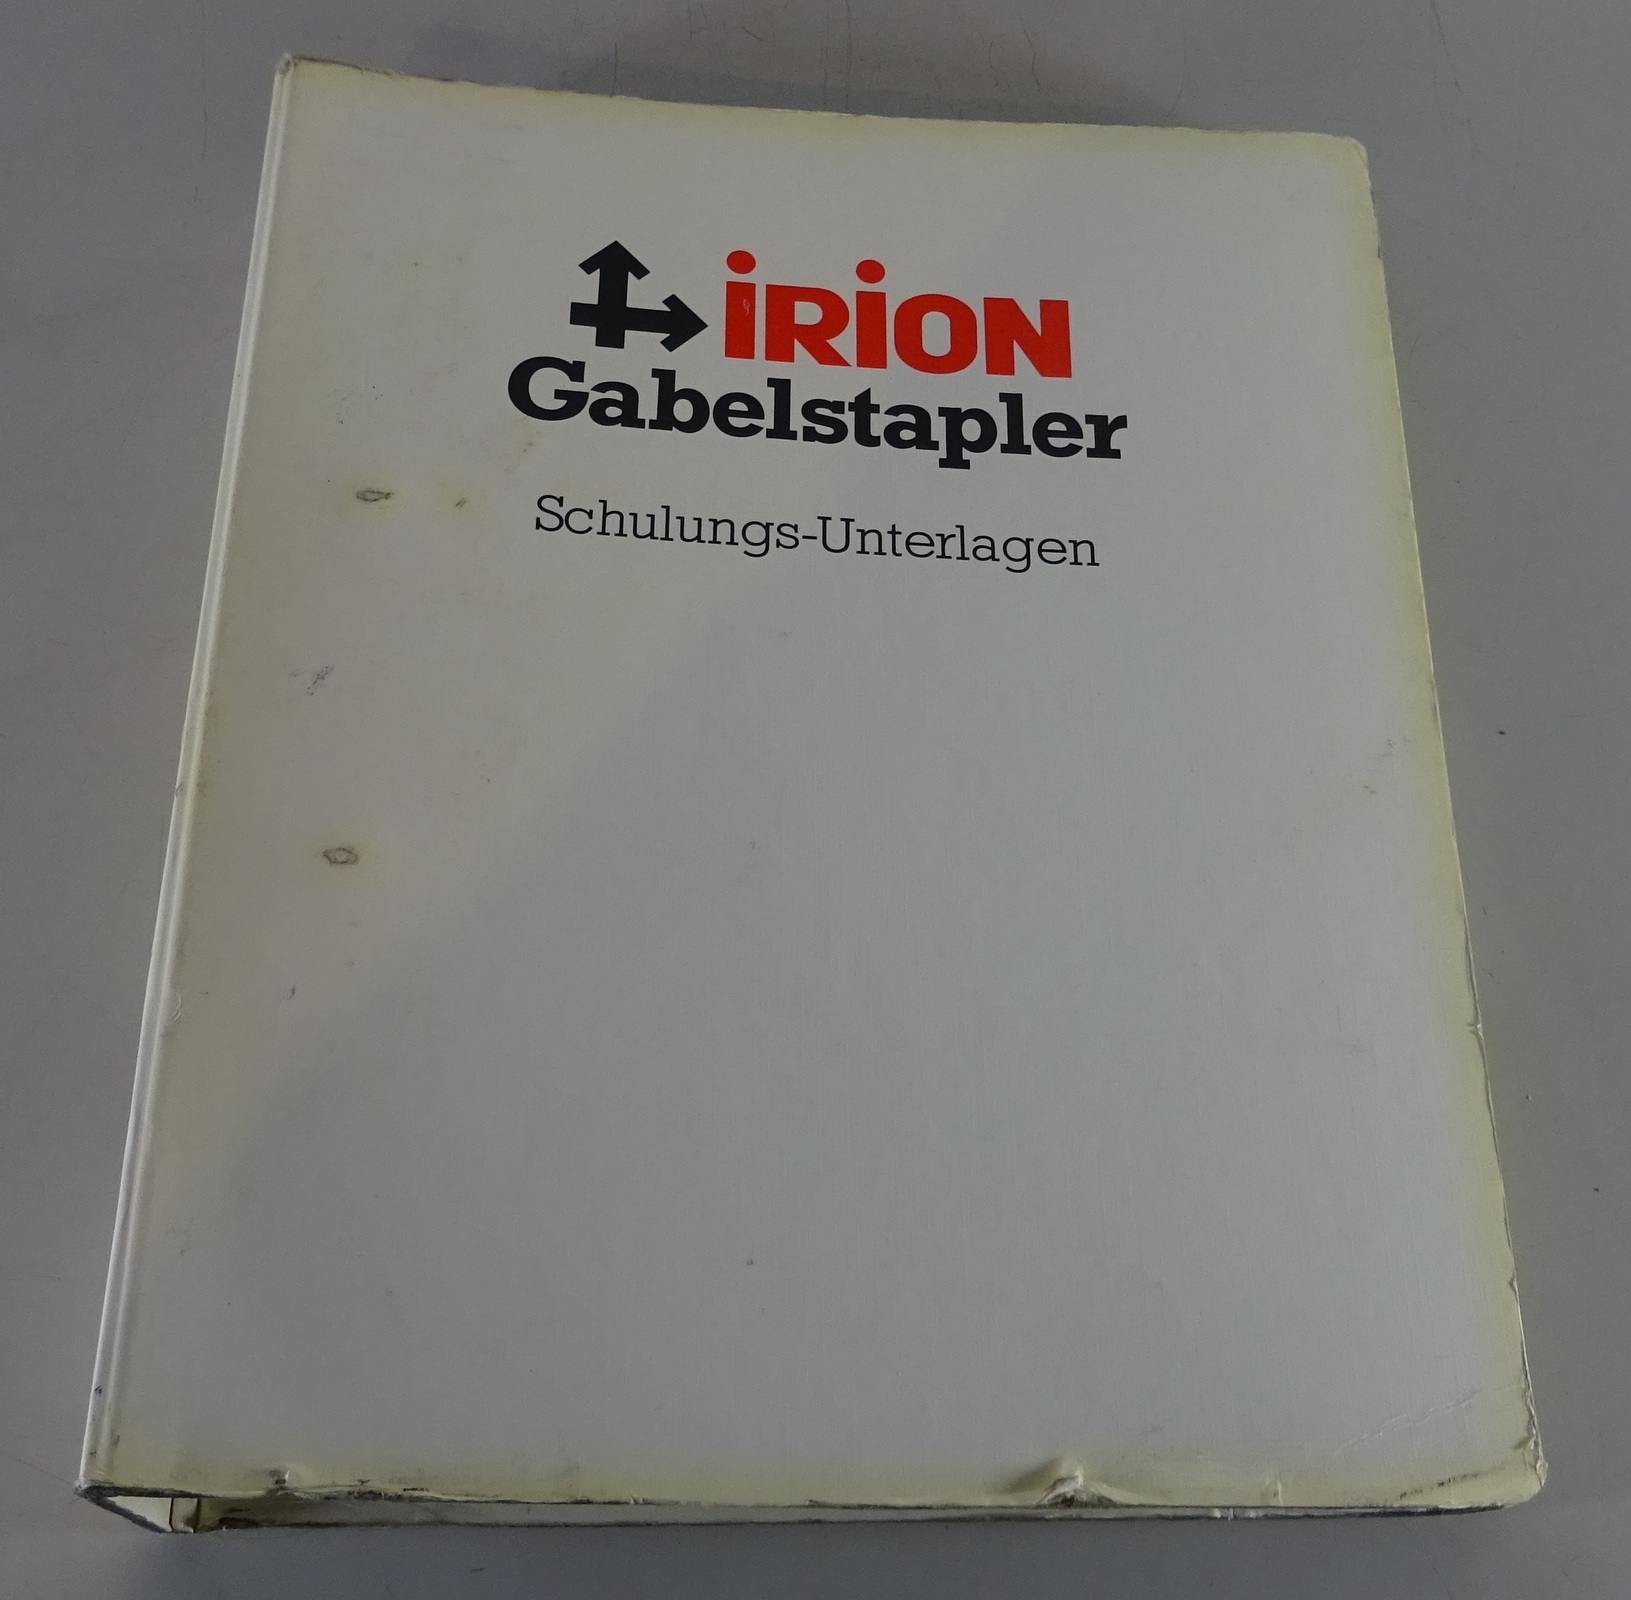 iRiON
Gabelstapler
Schulungs-Unterlagen